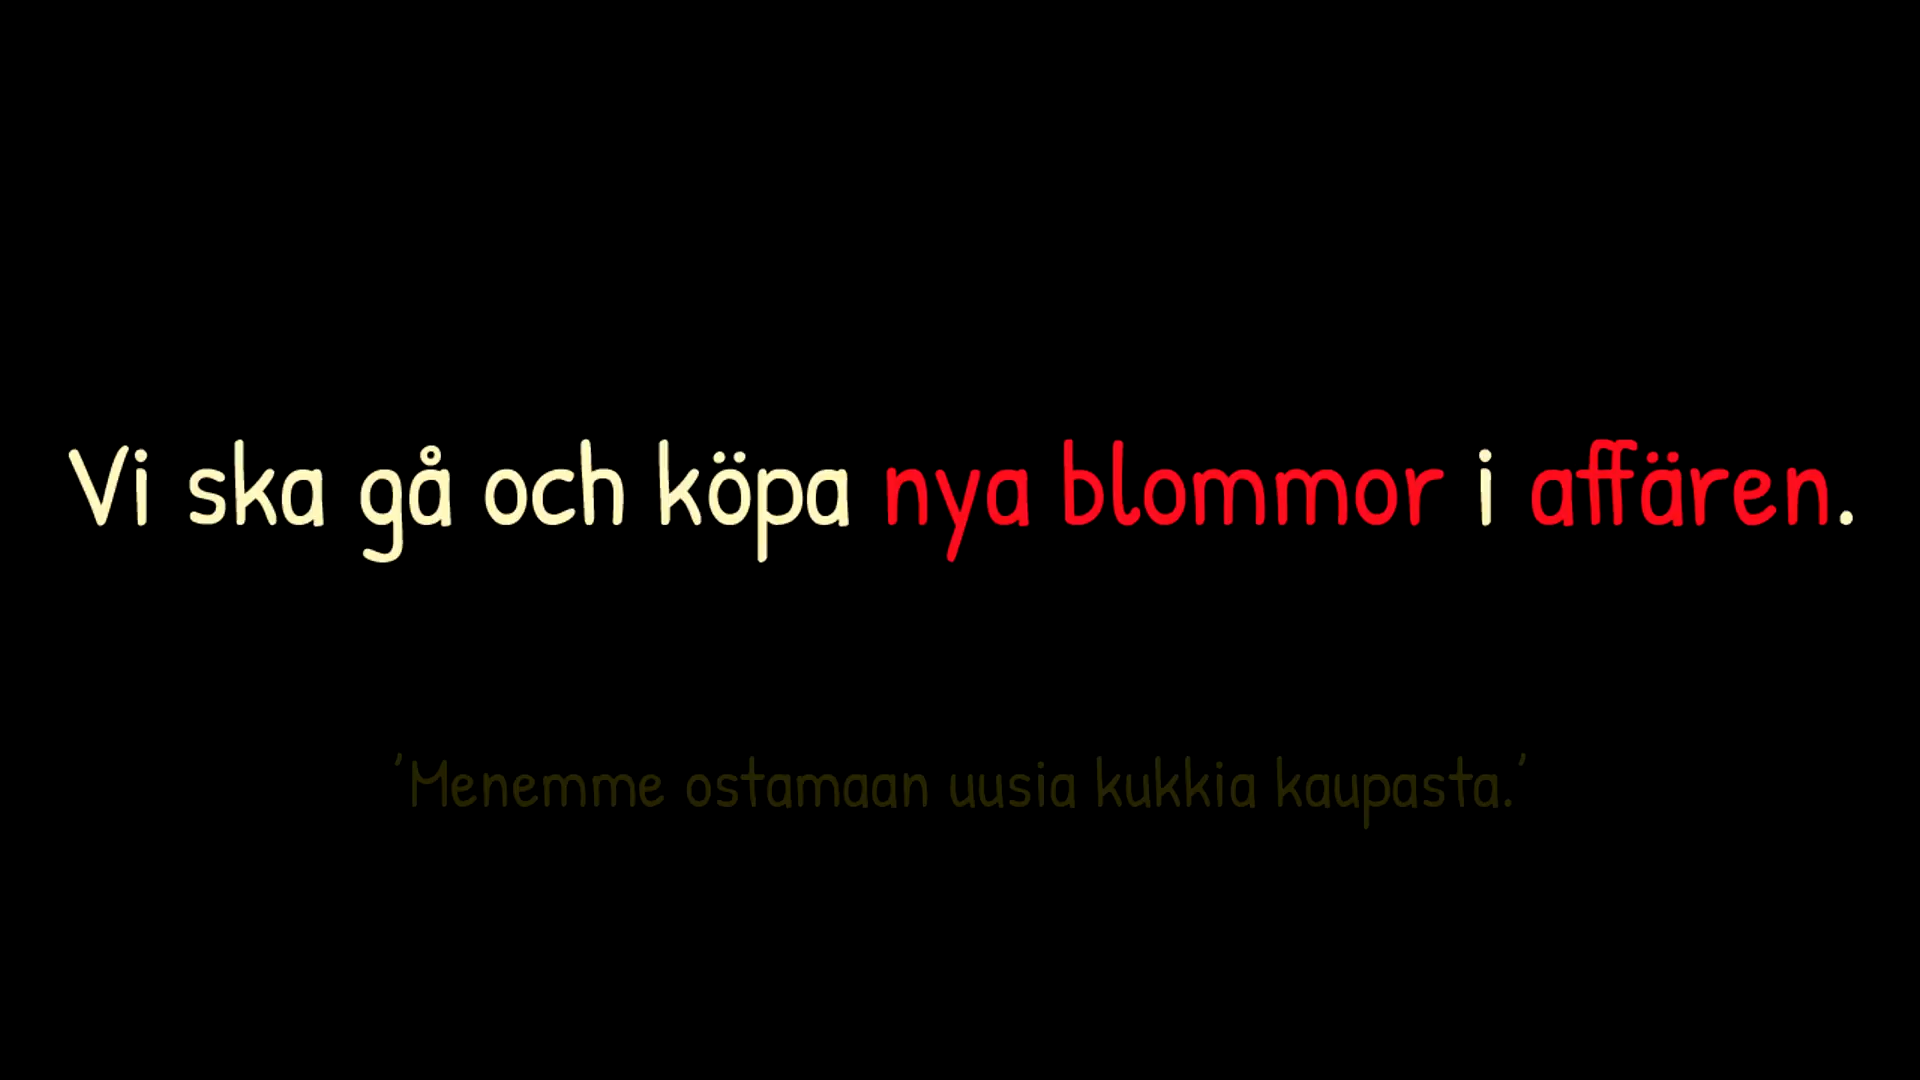 Vi ska gå och köpa nya blommor i affären.
'Menemme ostamaan uusia kukkia kaupasta.'